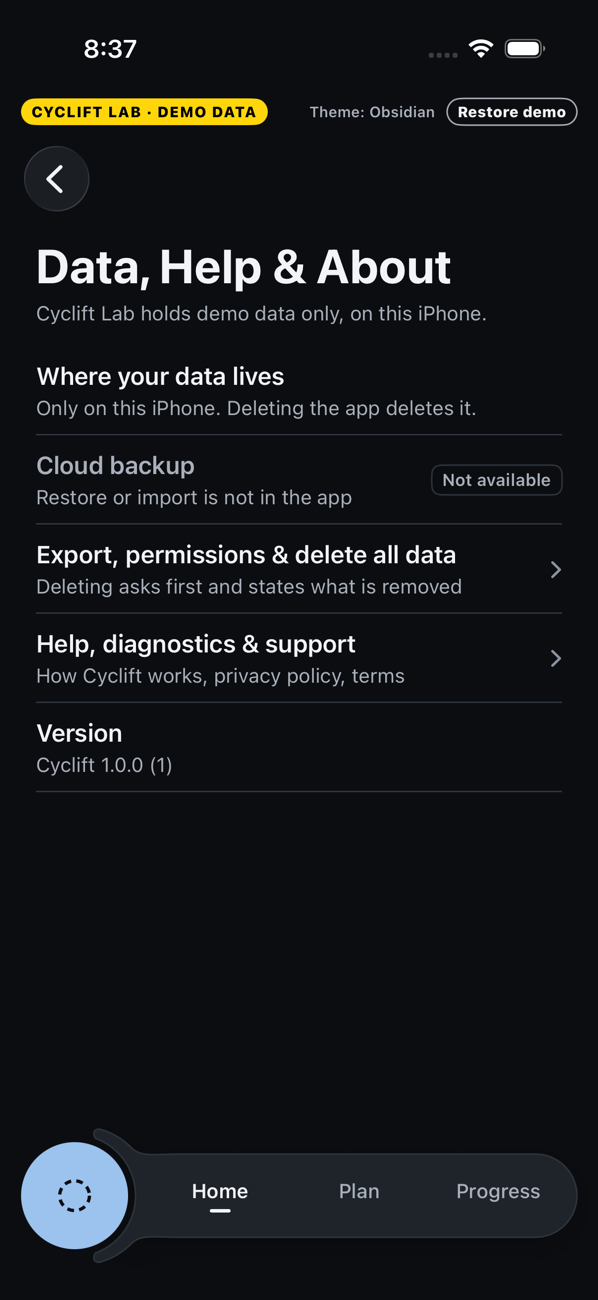 8:37
CYCLIFT LAB · DEMO DATA
Theme: Obsidian
Restore demo
Data, Help & About
Cyclift Lab holds demo data only, on this iPhone.
Where your data lives
Only on this iPhone. Deleting the app deletes it.
Cloud backup
Restore or import is not in the app
Not available
Export, permissions & delete all data
Deleting asks first and states what is removed
Help, diagnostics & support
How Cyclift works, privacy policy, terms
Version
Cyclift 1.0.0 (1)
Home
Plan
Progress